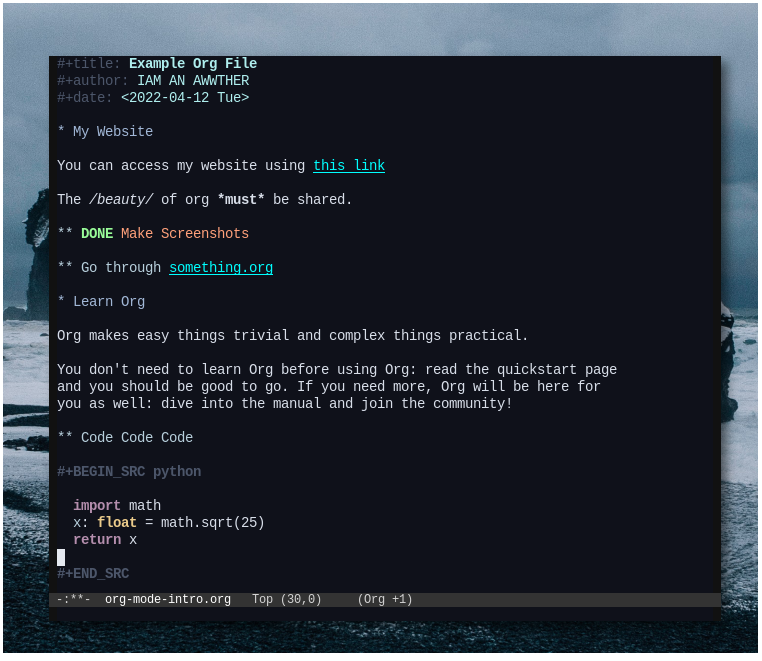 #+title: Example Org File
#+author: IAM AN AWWTHER
#+date: <2022-04-12 Tue>
* My Website
You can access my website using this link
The /beauty/ of org *must* be shared.
** DONE Make Screenshots
** Go through something.org
* Learn Org
Org makes easy things trivial and complex things practical.
You don't need to learn Org before using Org: read the quickstart page
and you should be good to go. If you need more, Org will be here for
you as well: dive into the manual and join the community!
** Code Code Code
#+BEGIN_SRC python
import math
x: float = math.sqrt(25)
return x
#+END_SRC
-:**-  org-mode-intro.org   Top (30,0)     (Org +1)